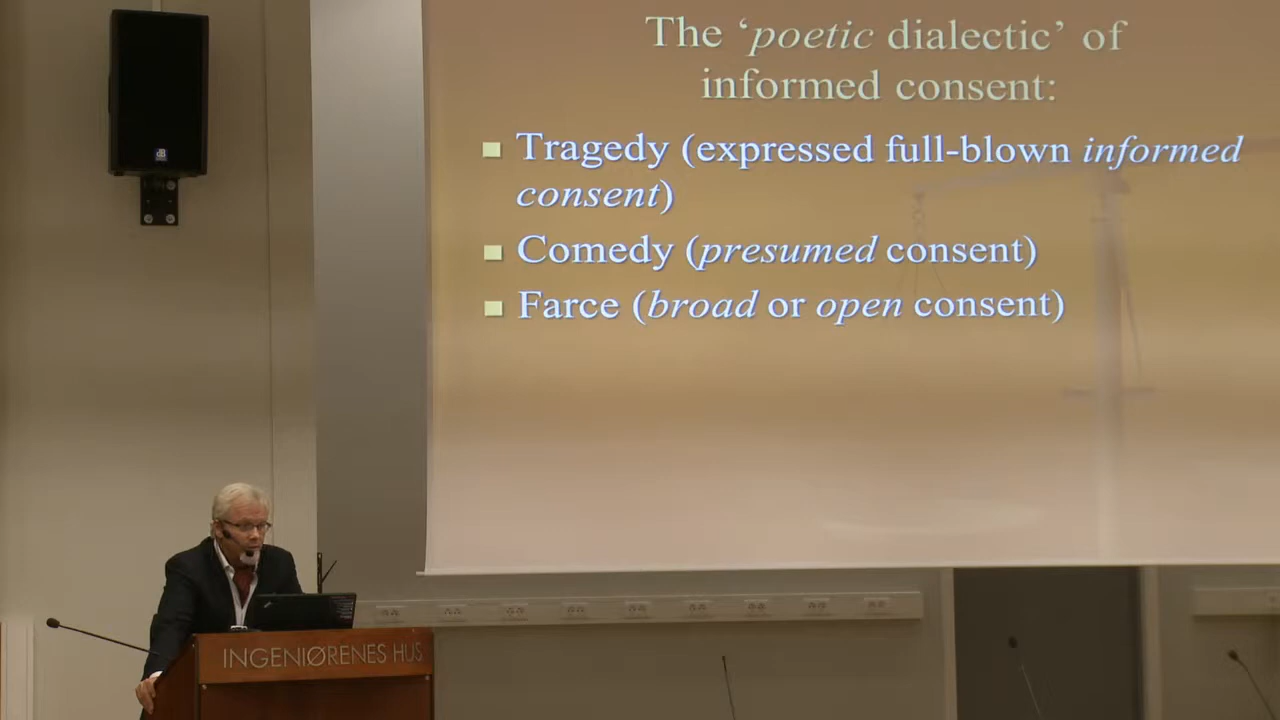 The ‘poetic dialectic’ of
informed consent:
Tragedy (expressed full-blown informed
consent)
Comedy (presumed consent)
Farce (broad or open consent)
INGENIØRENES HUS